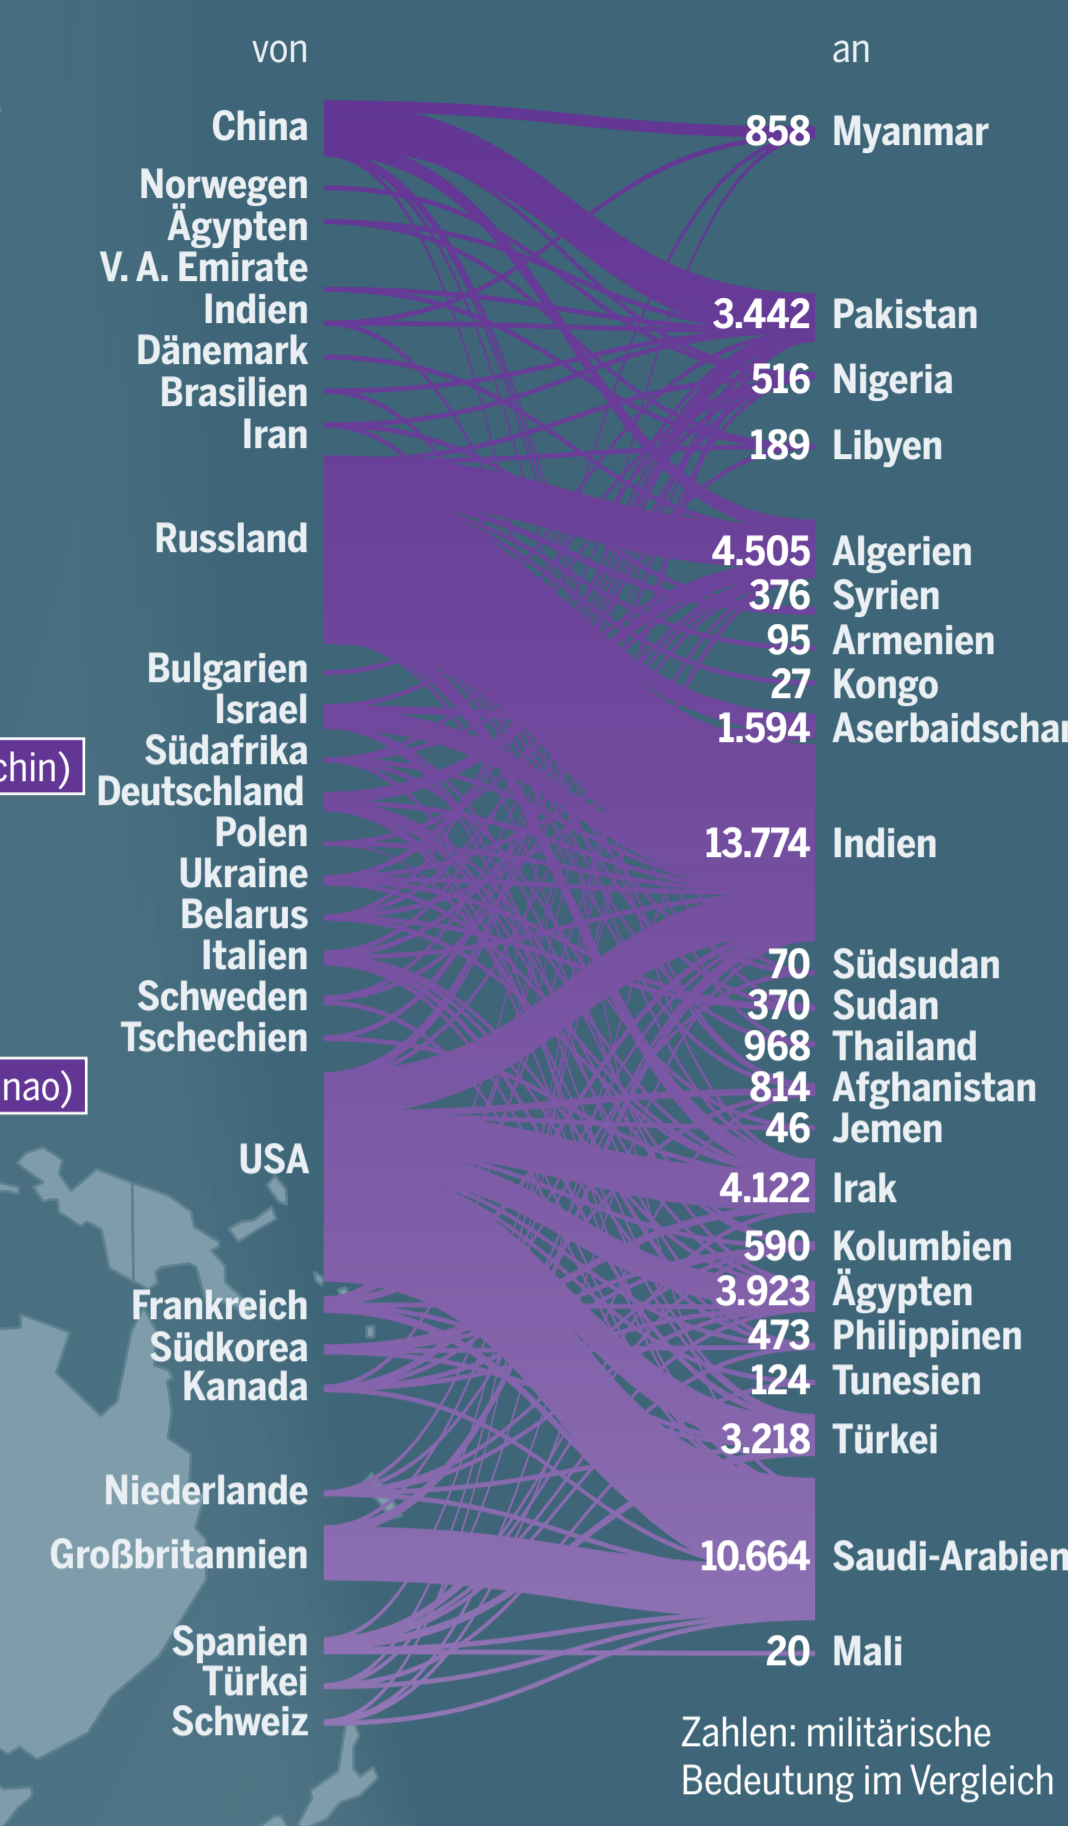 von
an
China
Norwegen
Ägypten
V. A. Emirate
Indien
Dänemark
Brasilien
Iran
Russland
Bulgarien
Israel
Südafrika
Deutschland
Polen
Ukraine
Belarus
Italien
Schweden
Tschechien
USA
Frankreich
Südkorea
Kanada
Niederlande
Großbritannien
Spanien
Türkei
Schweiz
858 Myanmar
3.442 Pakistan
516 Nigeria
189 Libyen
4.505 Algerien
376 Syrien
95 Armenien
27 Kongo
1.594 Aserbaidschan
13.774 Indien
70 Südsudan
370 Sudan
968 Thailand
814 Afghanistan
46 Jemen
4.122 Irak
590 Kolumbien
3.923 Ägypten
473 Philippinen
124 Tunesien
3.218 Türkei
10.664 Saudi-Arabien
20 Mali
chin)
nao)
Zahlen: militärische
Bedeutung im Vergleich